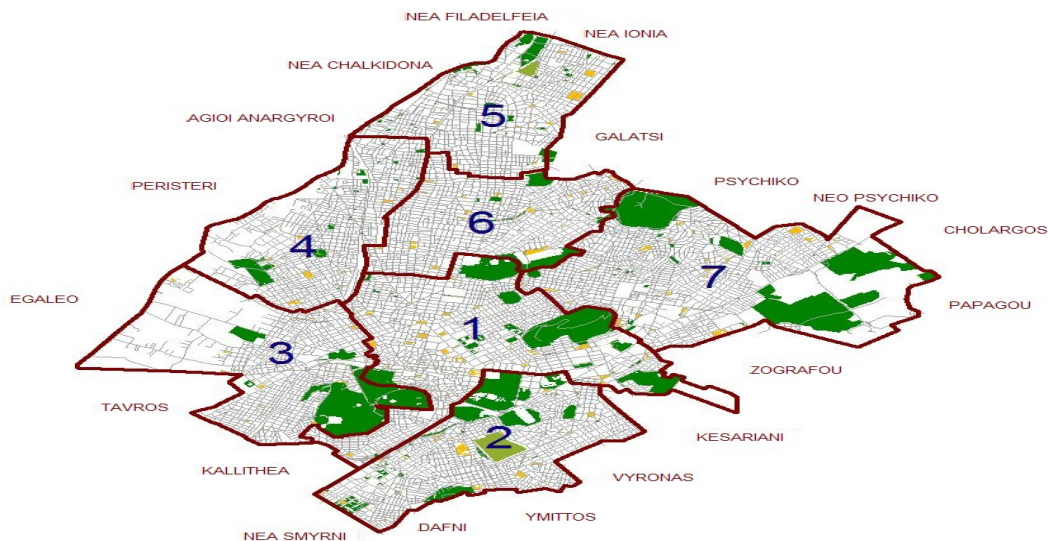 NEA FILADELFEIA
NEA IONIA
NEA CHALKIDONA
5
AGIOI ANARGYROI
GALATSI
PERISTERI
PSYCHIKO
NEO PSYCHIKO
6
CHOLARGOS
4
7
EGALEO
PAPAGOU
1
3
ZOGRAFOU
TAVROS
2
KESARIANI
KALLITHEA
VYRONAS
YMITTOS
DAFNI
NEA SMYRNI